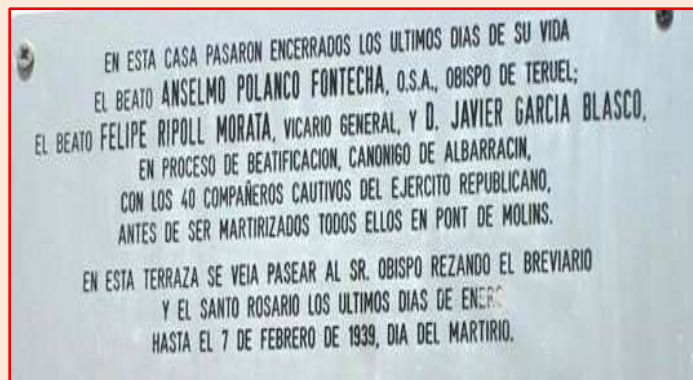 EN ESTA CASA PASARON ENCERRADOS LOS ULTIMOS DIAS DE SU VIDA
EL BEATO ANSELMO POLANCO FONTECHA, O.S.A., OBISPO DE TERUEL;
EL BEATO FELIPE RIPOLL MORATA, VICARIO GENERAL, Y D. JAVIER GARCIA BLASCO,
EN PROCESO DE BEATIFICACION, CANONIGO DE ALBARRACIN,
CON LOS 40 COMPAÑEROS CAUTIVOS DEL EJERCITO REPUBLICANO,
ANTES DE SER MARTIRIZADOS TODOS ELLOS EN PONT DE MOLINS.
EN ESTA TERRAZA SE VEIA PASEAR AL SR. OBISPO REZANDO EL BREVIARIO
Y EL SANTO ROSARIO LOS ULTIMOS DIAS DE ENERO
HASTA EL 7 DE FEBRERO DE 1939, DIA DEL MARTIRIO.